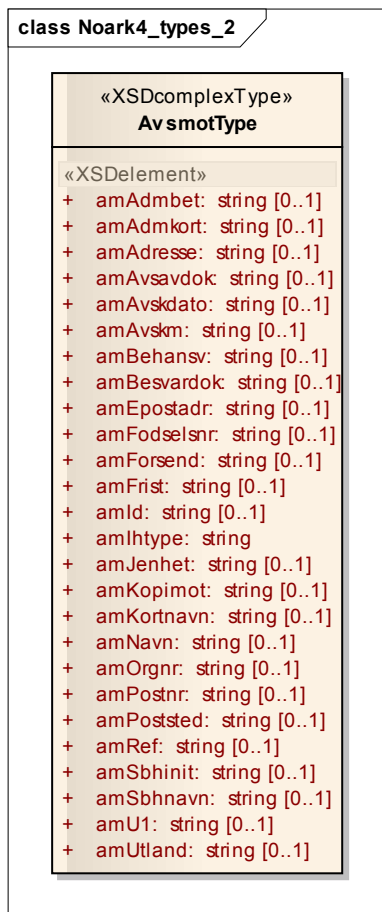 class Noark4_types_2
«XSDcomplexType»
AvsmotType
«XSDelement»
+ amAdmbet: string [0..1]
+ amAdmkort: string [0..1]
+ amAdresse: string [0..1]
+ amAvsavdok: string [0..1]
+ amAvskdato: string [0..1]
+ amAvskm: string [0..1]
+ amBehansv: string [0..1]
+ amBesvardok: string [0..1]
+ amEpostadr: string [0..1]
+ amFodselsnr: string [0..1]
+ amForsend: string [0..1]
+ amFrist: string [0..1]
+ amId: string [0..1]
+ amIhtype: string
+ amJenhet: string [0..1]
+ amKopimot: string [0..1]
+ amKortnavn: string [0..1]
+ amNavn: string [0..1]
+ amOrgnr: string [0..1]
+ amPostnr: string [0..1]
+ amPoststed: string [0..1]
+ amRef: string [0..1]
+ amSbhinit: string [0..1]
+ amSbhnavn: string [0..1]
+ amU1: string [0..1]
+ amUtland: string [0..1]